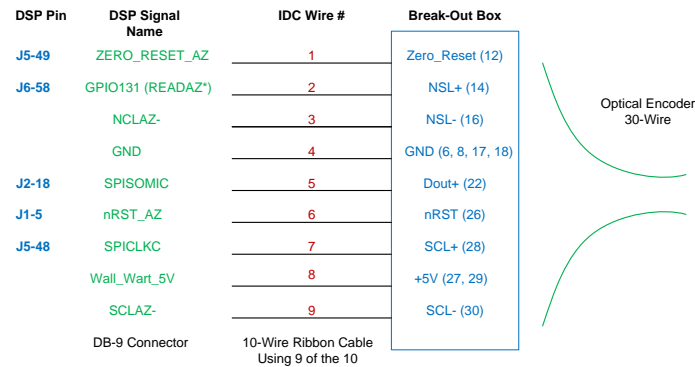 DSP Pin DSP Signal Name IDC Wire # Break-Out Box
J5-49 ZERO_RESET_AZ 1 Zero_Reset (12)
J6-58 GPIO131 (READAZ*) 2 NSL+ (14)
Optical Encoder
30-Wire
NCLAZ- 3 NSL- (16)
GND 4 GND (6, 8, 17, 18)
J2-18 SPISOMIC 5 Dout+ (22)
J1-5 nRST_AZ 6 nRST (26)
J5-48 SPICLKC 7 SCL+ (28)
Wall_Wart_5V 8 +5V (27, 29)
SCLAZ- 9 SCL- (30)
DB-9 Connector 10-Wire Ribbon Cable
Using 9 of the 10